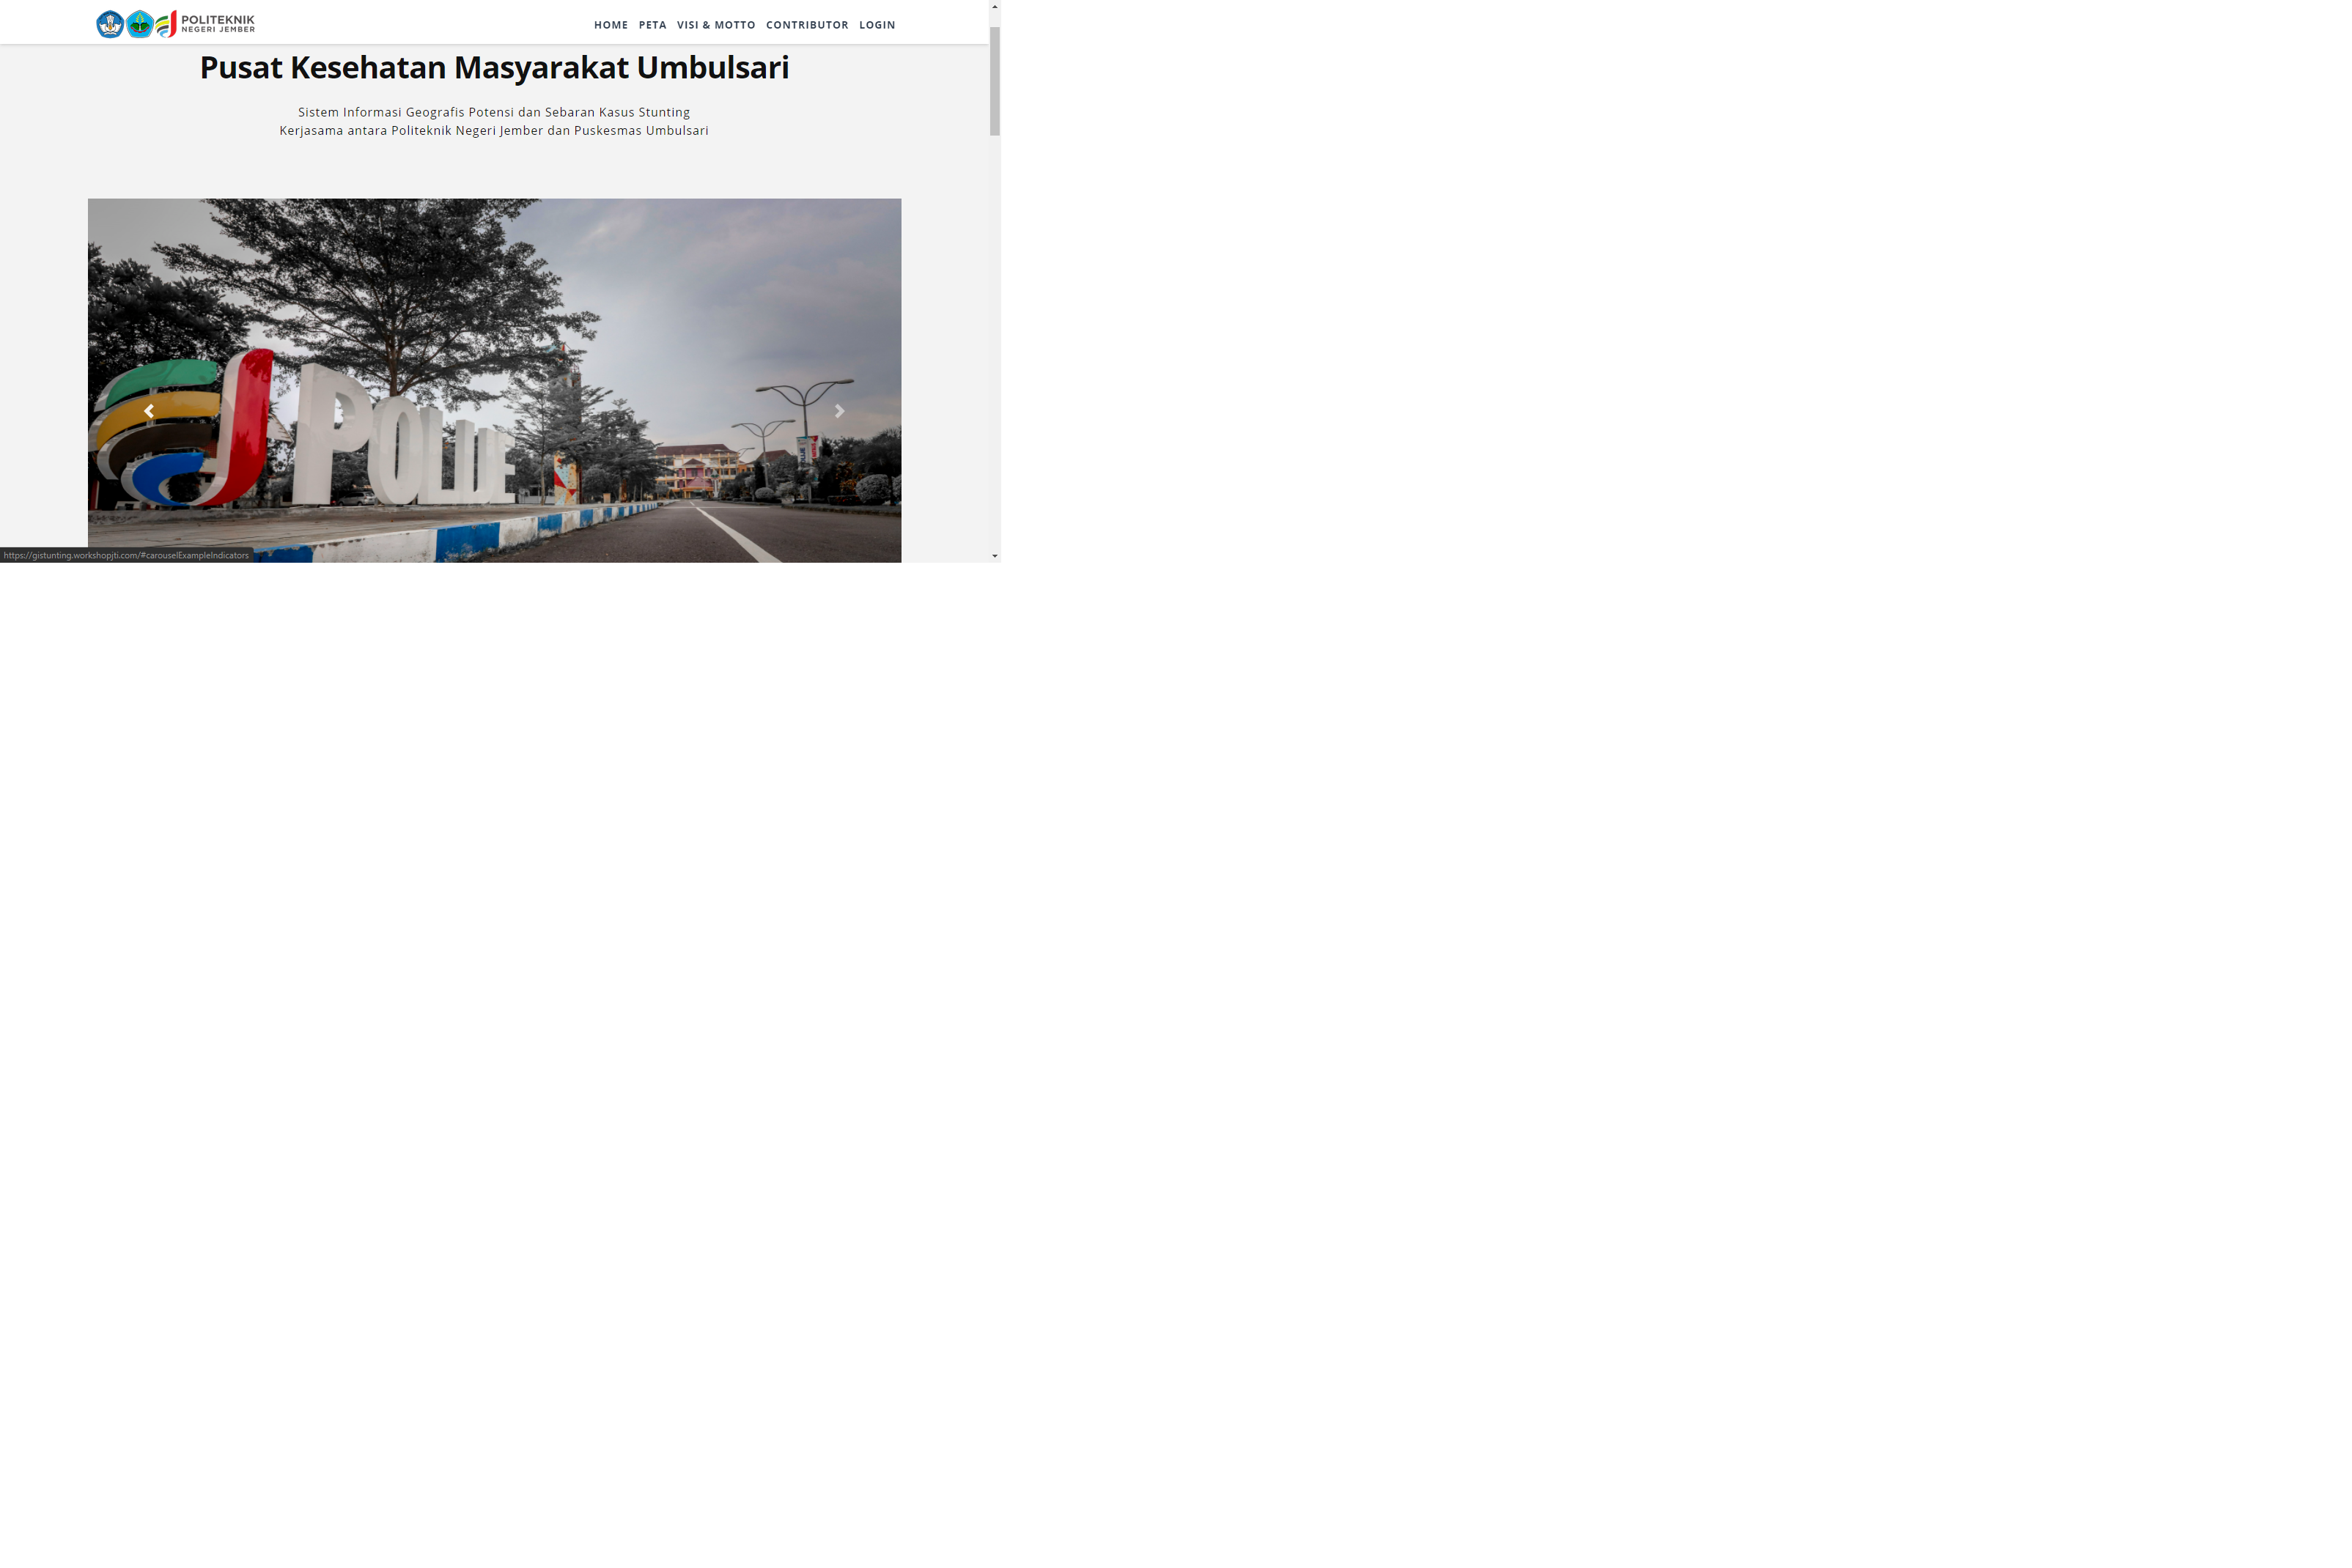 POLITEKNIK
NEGERI JEMBER
HOME PETA VISI & MOTTO CONTRIBUTOR LOGIN
Pusat Kesehatan Masyarakat Umbulsari
Sistem Informasi Geografis Potensi dan Sebaran Kasus Stunting
Kerjasama antara Politeknik Negeri Jember dan Puskesmas Umbulsari
POLIJE
https://gistunting.workshopjti.com/#carouselExampleIndicators